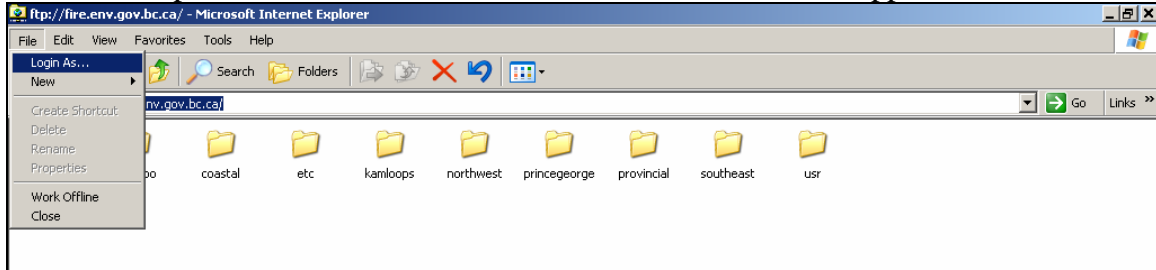 ftp://fire.env.gov.bc.ca/ - Microsoft Internet Explorer
File Edit View Favorites Tools Help
Login As...
Search Folders
New
nv.gov.bc.ca/ Go Links »
Create Shortcut
Delete
Rename
Properties
oo coastal etc kamloops northwest princegeorge provincial southeast usr
Work Offline
Close